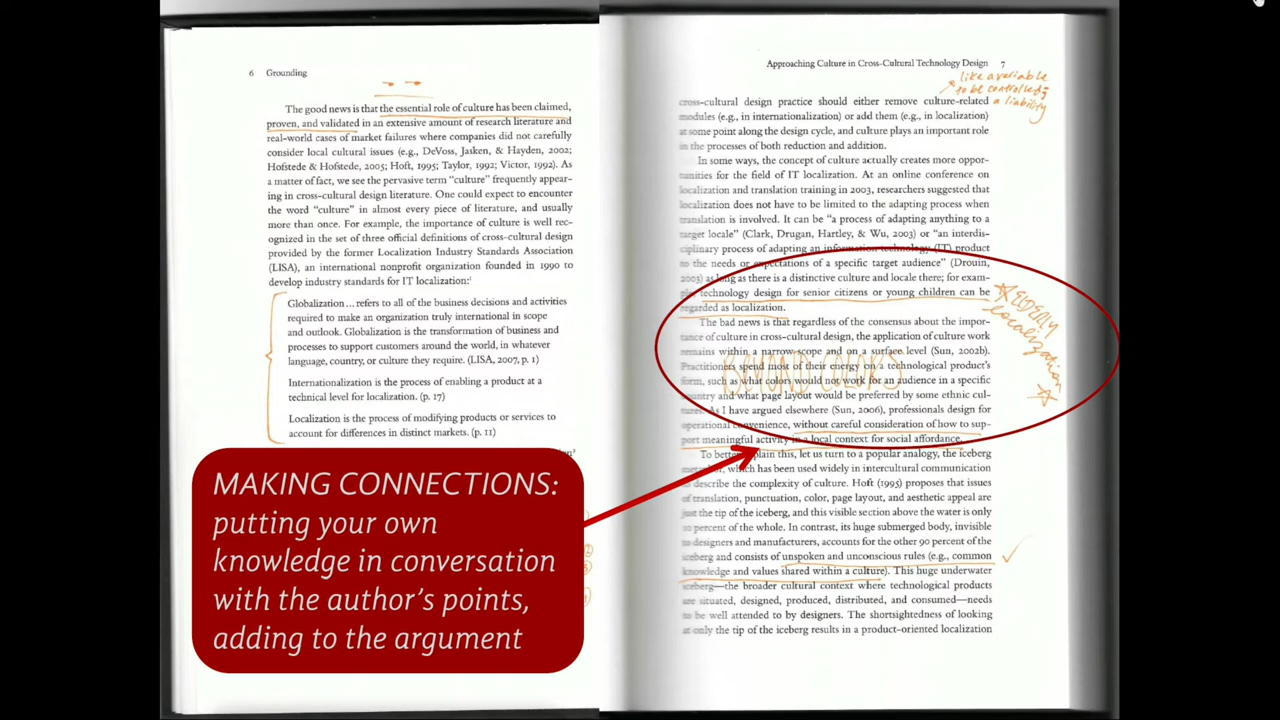 6 Grounding
The good news is that the essential role of culture has been claimed,
proven, and validated in an extensive amount of research literature and
real-world cases of market failures where companies did not carefully
consider local cultural issues (e.g., DeVoss, Jasken, & Hayden, 2002;
Hofstede & Hofstede, 2005; Hoft, 1995; Taylor, 1992; Victor, 1992). As
a matter of fact, we see the pervasive term “culture” frequently appear-
ing in cross-cultural design literature. One could expect to encounter
the word “culture” in almost every piece of literature, and usually
more than once. For example, the importance of culture is well rec-
ognized in the set of three official definitions of cross-cultural design
provided by the former Localization Industry Standards Association
(LISA), an international nonprofit organization founded in 1990 to
develop industry standards for IT localization:¹
Globalization… refers to all of the business decisions and activities
required to make an organization truly international in scope
and outlook. Globalization is the transformation of business and
processes to support customers around the world, in whatever
language, country, or culture they require. (LISA, 2007, p. 1)
Internationalization is the process of enabling a product at a
technical level for localization. (p. 17)
Localization is the process of modifying products or services to
account for differences in distinct markets. (p. 11)
MAKING CONNECTIONS:
putting your own
knowledge in conversation
with the author’s points,
adding to the argument
Approaching Culture in Cross-Cultural Technology Design 7
like a variable
to be controlled;
a liability
cross-cultural design practice should either remove culture-related
modules (e.g., in internationalization) or add them (e.g., in localization)
at some point along the design cycle, and culture plays an important role
in the processes of both reduction and addition.
In some ways, the concept of culture actually creates more oppor-
tunities for the field of IT localization. At an online conference on
localization and translation training in 2003, researchers suggested that
localization does not have to be limited to the adapting process when
translation is involved. It can be “a process of adapting anything to a
target locale” (Clark, Drugan, Hartley, & Wu, 2003) or “an interdis-
ciplinary process of adapting an information technology (IT) product
to the needs or expectations of a specific target audience” (Drouin,
2003) as long as there is a distinctive culture and locale there; for exam-
ple, technology design for senior citizens or young children can be
regarded as localization.
ELDERLY
localization
The bad news is that regardless of the consensus about the impor-
tance of culture in cross-cultural design, the application of culture work
remains within a narrow scope and on a surface level (Sun, 2002b).
Practitioners spend most of their energy on a technological product’s
form, such as what colors would not work for an audience in a specific
country and what page layout would be preferred by some ethnic cul-
tures. As I have argued elsewhere (Sun, 2006), professionals design for
operational convenience, without careful consideration of how to sup-
port meaningful activity in a local context for social affordance.
BEYOND COLORS
To better explain this, let us turn to a popular analogy, the iceberg
metaphor, which has been used widely in intercultural communication
to describe the complexity of culture. Hoft (1995) proposes that issues
of translation, punctuation, color, page layout, and aesthetic appeal are
just the tip of the iceberg, and this visible section above the water is only
10 percent of the whole. In contrast, its huge submerged body, invisible
to designers and manufacturers, accounts for the other 90 percent of the
iceberg and consists of unspoken and unconscious rules (e.g., common
knowledge and values shared within a culture). This huge underwater
iceberg—the broader cultural context where technological products
are situated, designed, produced, distributed, and consumed—needs
to be well attended to by designers. The shortsightedness of looking
at only the tip of the iceberg results in a product-oriented localization